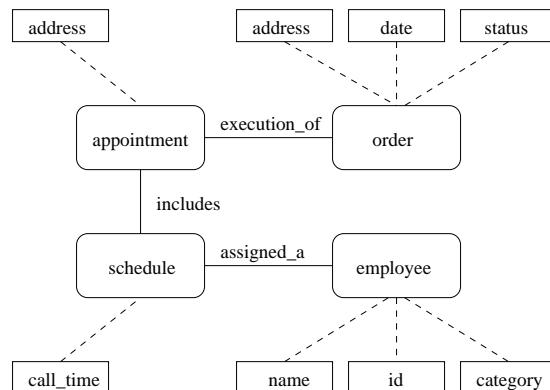 address
address
date
status
appointment
execution_of
order
includes
schedule
assigned_a
employee
call_time
name
id
category